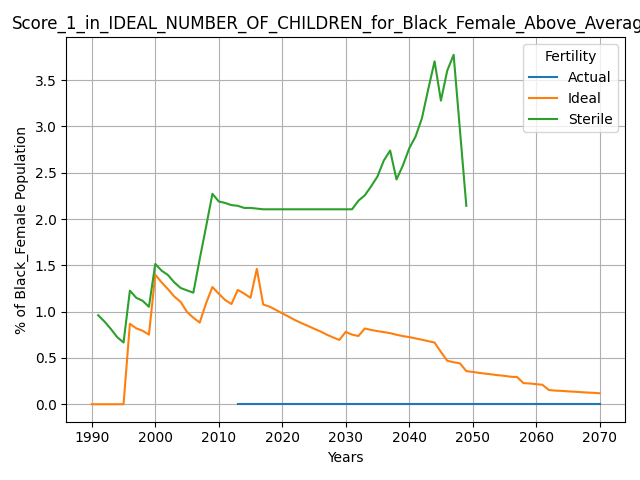 Score_1_in_IDEAL_NUMBER_OF_CHILDREN_for_Black_Female_Above_Averag
Fertility
Actual
Ideal
Sterile
% of Black_Female Population
3.5
3.0
2.5
2.0
1.5
1.0
0.5
0.0
1990 2000 2010 2020 2030 2040 2050 2060 2070
Years